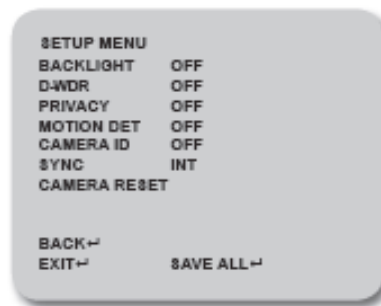 SETUP MENU
BACKLIGHT OFF
D-WDR OFF
PRIVACY OFF
MOTION DET OFF
CAMERA ID OFF
SYNC INT
CAMERA RESET
BACK↵
EXIT↵ SAVE ALL↵